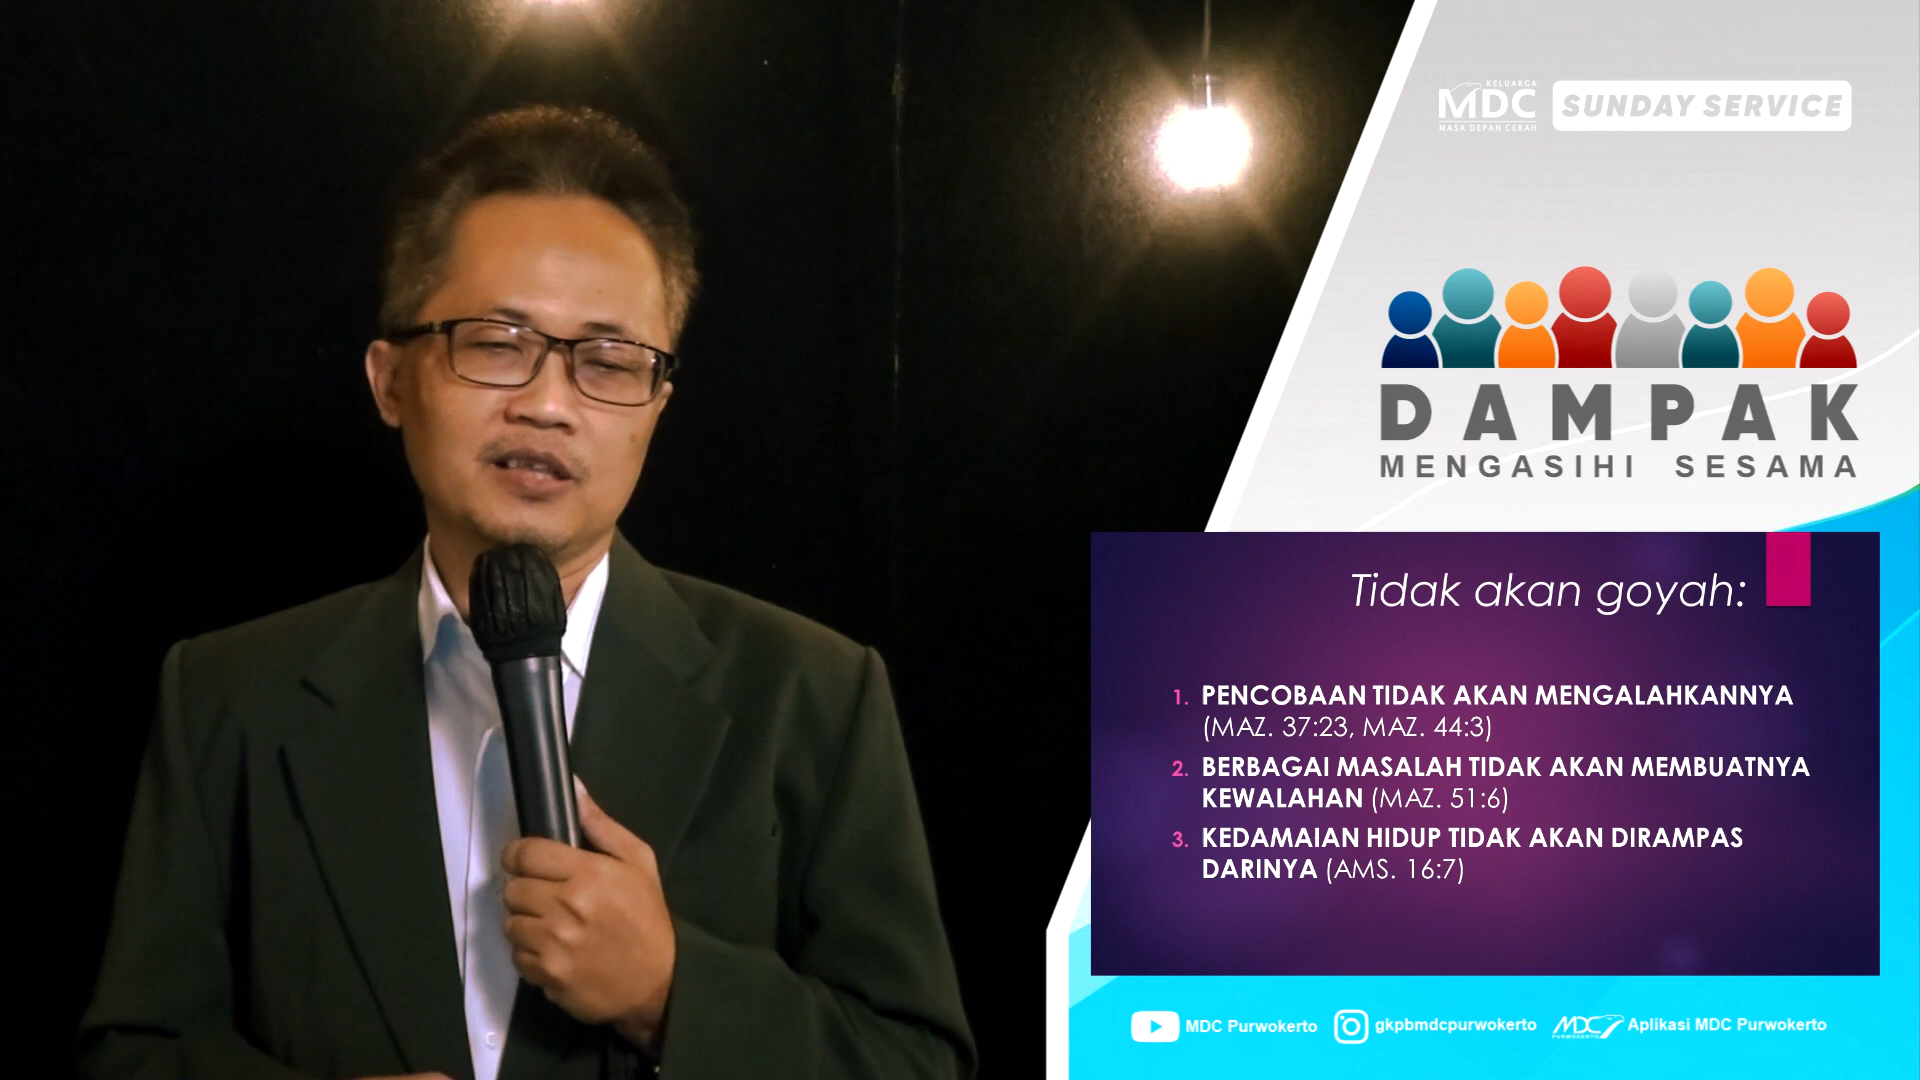 KELUARGA
MDC
MASA DEPAN CERAH
SUNDAY SERVICE
DAMPAK
MENGASIHI SESAMA
Tidak akan goyah:
1. PENCOBAAN TIDAK AKAN MENGALAHKANNYA
(MAZ. 37:23, MAZ. 44:3)
2. BERBAGAI MASALAH TIDAK AKAN MEMBUATNYA
KEWALAHAN (MAZ. 51:6)
3. KEDAMAIAN HIDUP TIDAK AKAN DIRAMPAS
DARINYA (AMS. 16:7)
MDC Purwokerto
gkpbmdcpurwokerto
MDC
PURWOKERTO
Aplikasi MDC Purwokerto